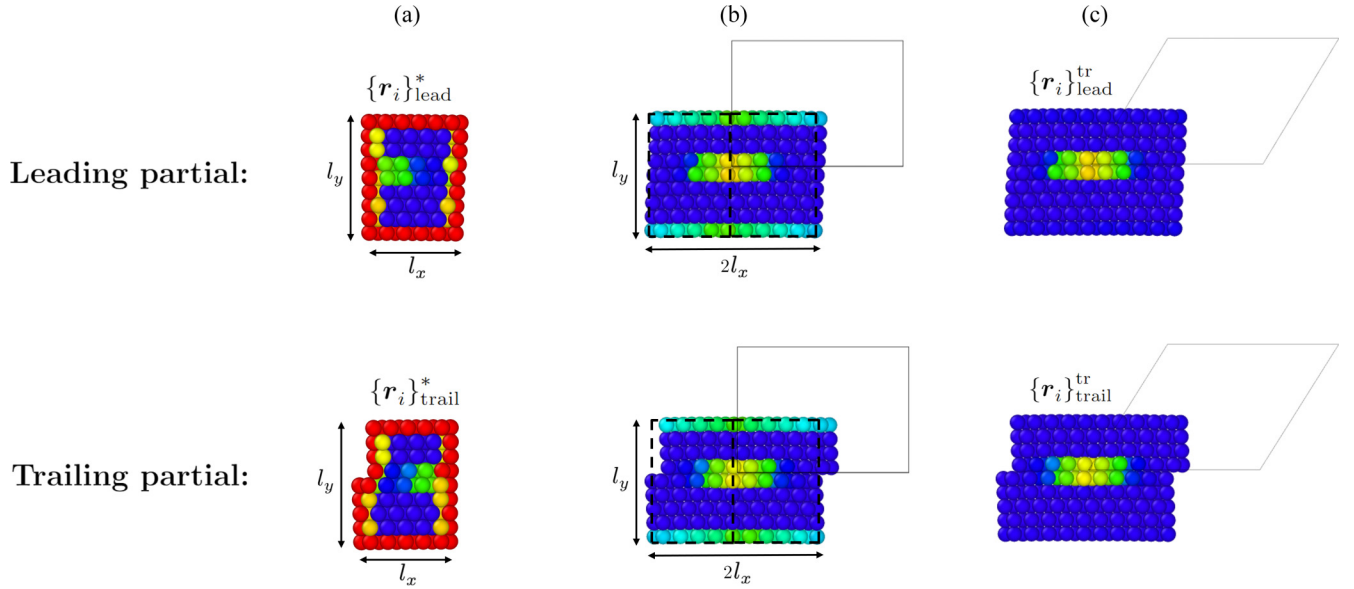 (a) (b) (c)
{r_i}*_lead {r_i}^tr_lead
Leading partial: l_y l_y
l_x 2l_x
{r_i}*_trail {r_i}^tr_trail
Trailing partial: l_y l_y
l_x 2l_x